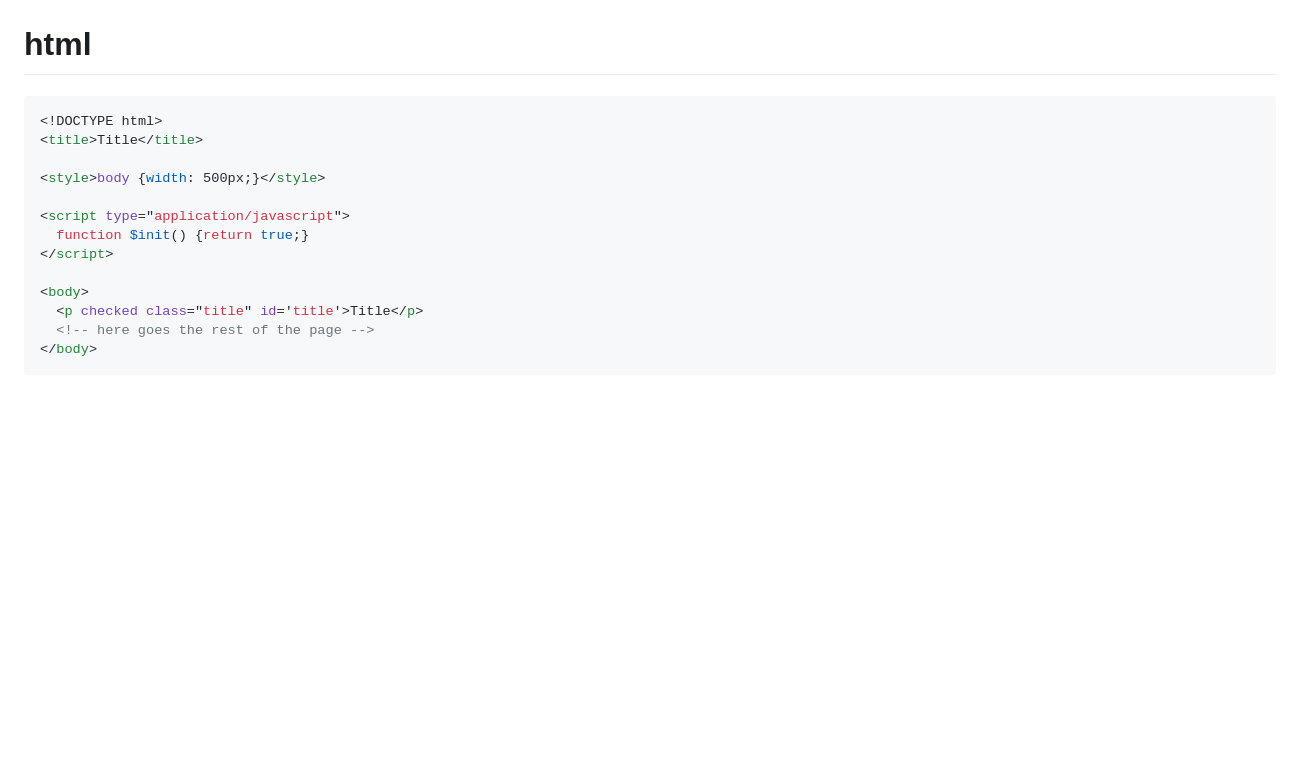 html
<!DOCTYPE html>
<title>Title</title>

<style>body {width: 500px;}</style>

<script type="application/javascript">
  function $init() {return true;}
</script>

<body>
  <p checked class="title" id='title'>Title</p>
  <!-- here goes the rest of the page -->
</body>